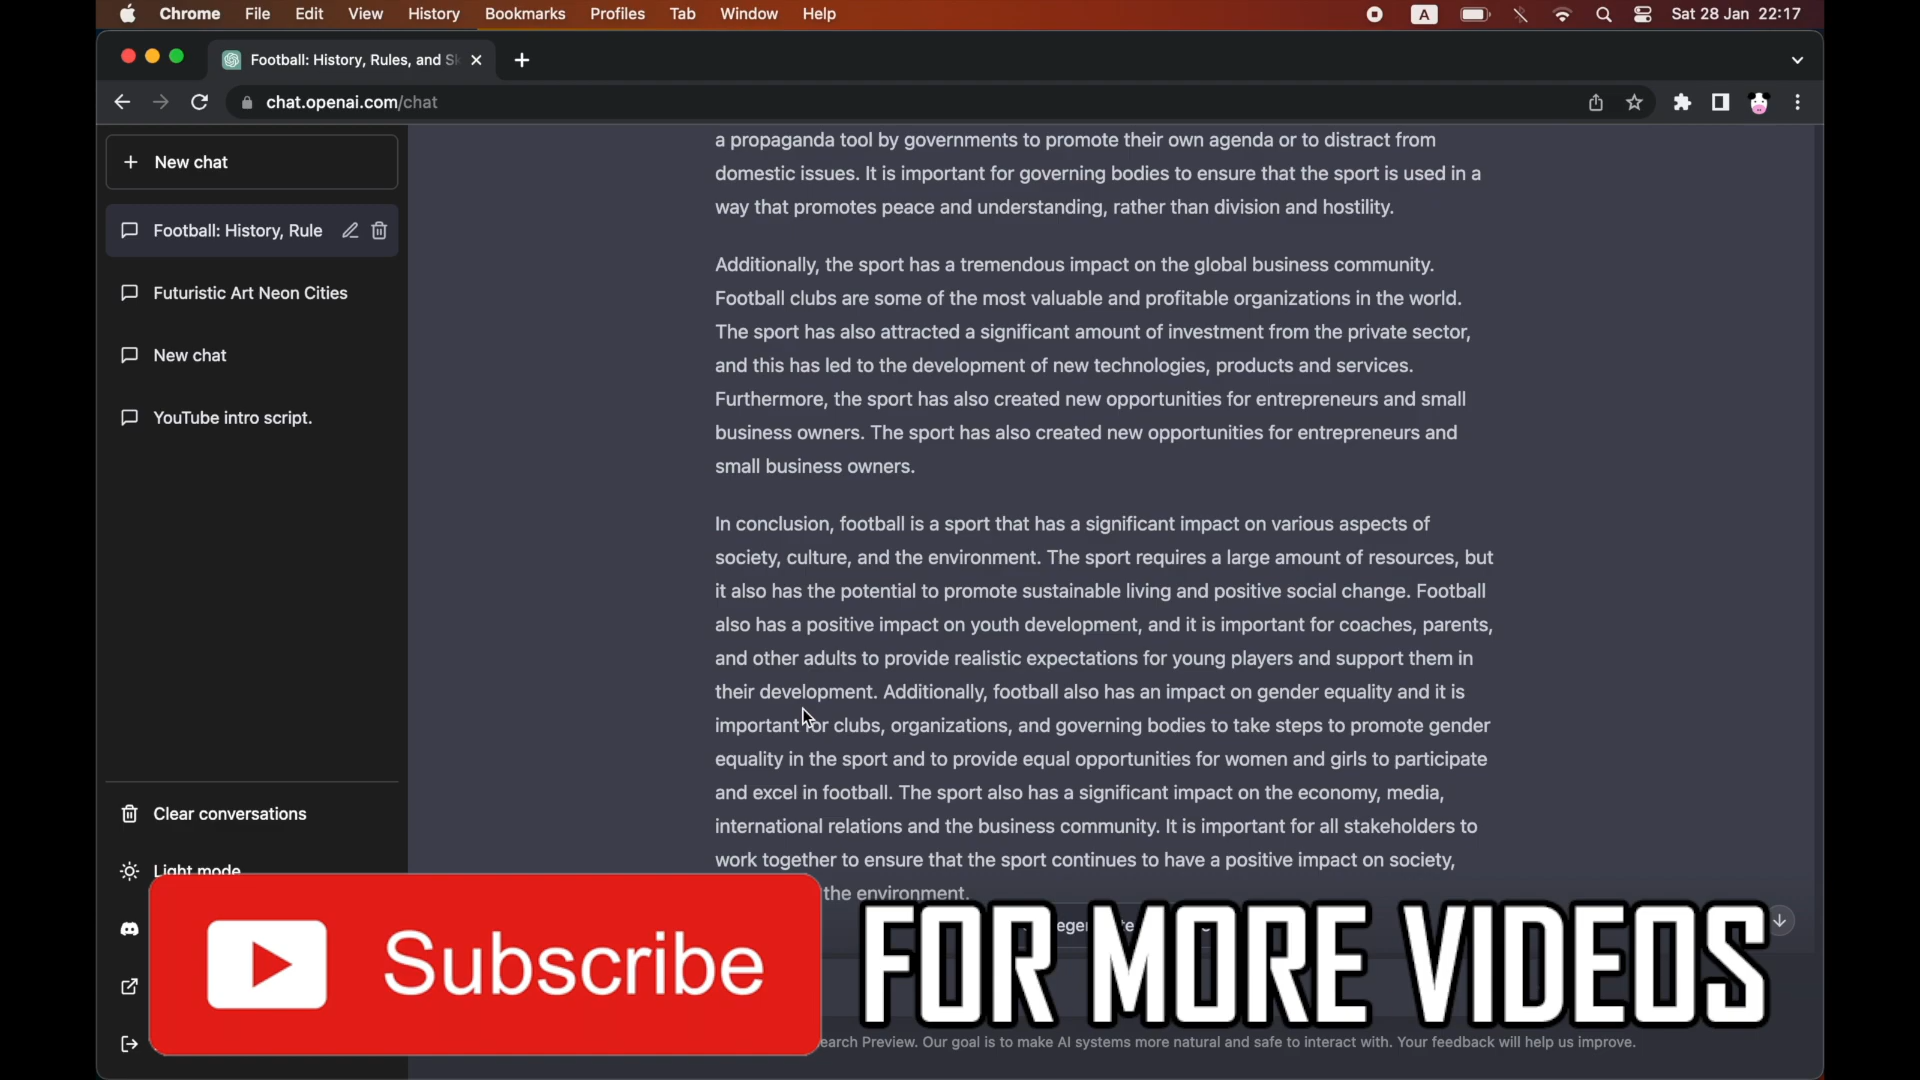 Chrome File Edit View History Bookmarks Profiles Tab Window Help A Sat 28 Jan 22:17
Football: History, Rules, and S
chat.openai.com/chat
New chat
Football: History, Rule
Futuristic Art Neon Cities
New chat
YouTube intro script.
Clear conversations
Light mode
a propaganda tool by governments to promote their own agenda or to distract from
domestic issues. It is important for governing bodies to ensure that the sport is used in a
way that promotes peace and understanding, rather than division and hostility.
Additionally, the sport has a tremendous impact on the global business community.
Football clubs are some of the most valuable and profitable organizations in the world.
The sport has also attracted a significant amount of investment from the private sector,
and this has led to the development of new technologies, products and services.
Furthermore, the sport has also created new opportunities for entrepreneurs and small
business owners. The sport has also created new opportunities for entrepreneurs and
small business owners.
In conclusion, football is a sport that has a significant impact on various aspects of
society, culture, and the environment. The sport requires a large amount of resources, but
it also has the potential to promote sustainable living and positive social change. Football
also has a positive impact on youth development, and it is important for coaches, parents,
and other adults to provide realistic expectations for young players and support them in
their development. Additionally, football also has an impact on gender equality and it is
important for clubs, organizations, and governing bodies to take steps to promote gender
equality in the sport and to provide equal opportunities for women and girls to participate
and excel in football. The sport also has a significant impact on the economy, media,
international relations and the business community. It is important for all stakeholders to
work together to ensure that the sport continues to have a positive impact on society,
the environment.
Subscribe
FOR MORE VIDEOS
earch Preview. Our goal is to make AI systems more natural and safe to interact with. Your feedback will help us improve.